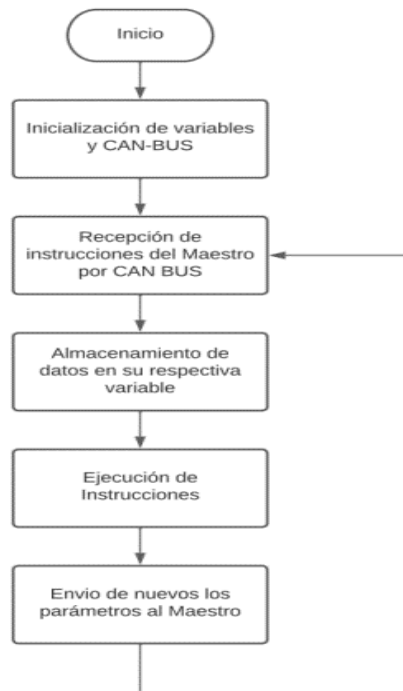 Inicio
Inicialización de variables
y CAN-BUS
Recepción de
instrucciones del Maestro
por CAN BUS
Almacenamiento de
datos en su respectiva
variable
Ejecución de
Instrucciones
Envio de nuevos los
parámetros al Maestro